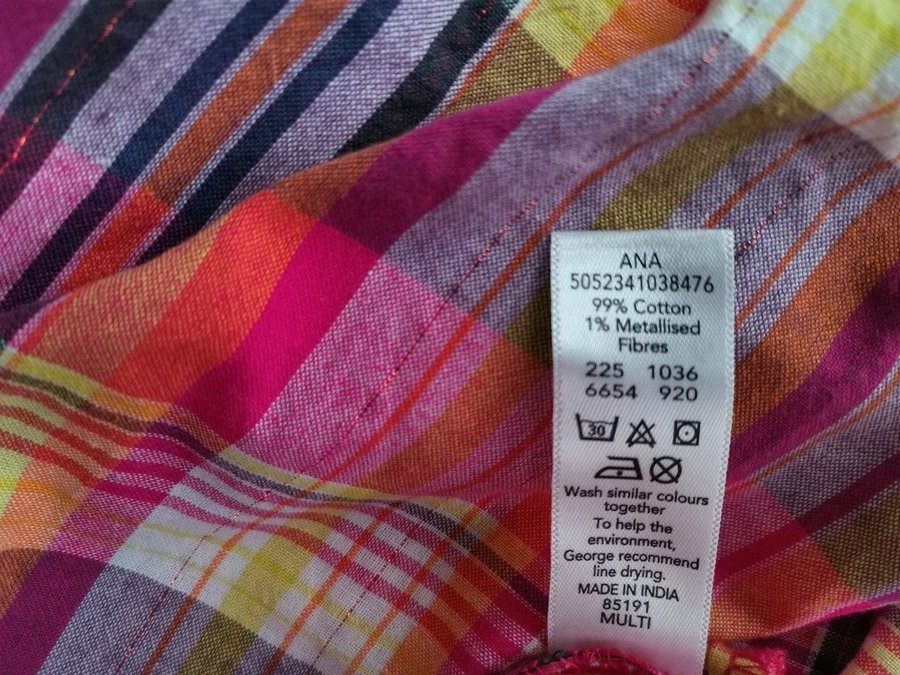 ANA
5052341038476
99% Cotton
1% Metallised
Fibres
225 1036
6654 920
30
Wash similar colours
together
To help the
environment,
George recommend
line drying.
MADE IN INDIA
85191
MULTI